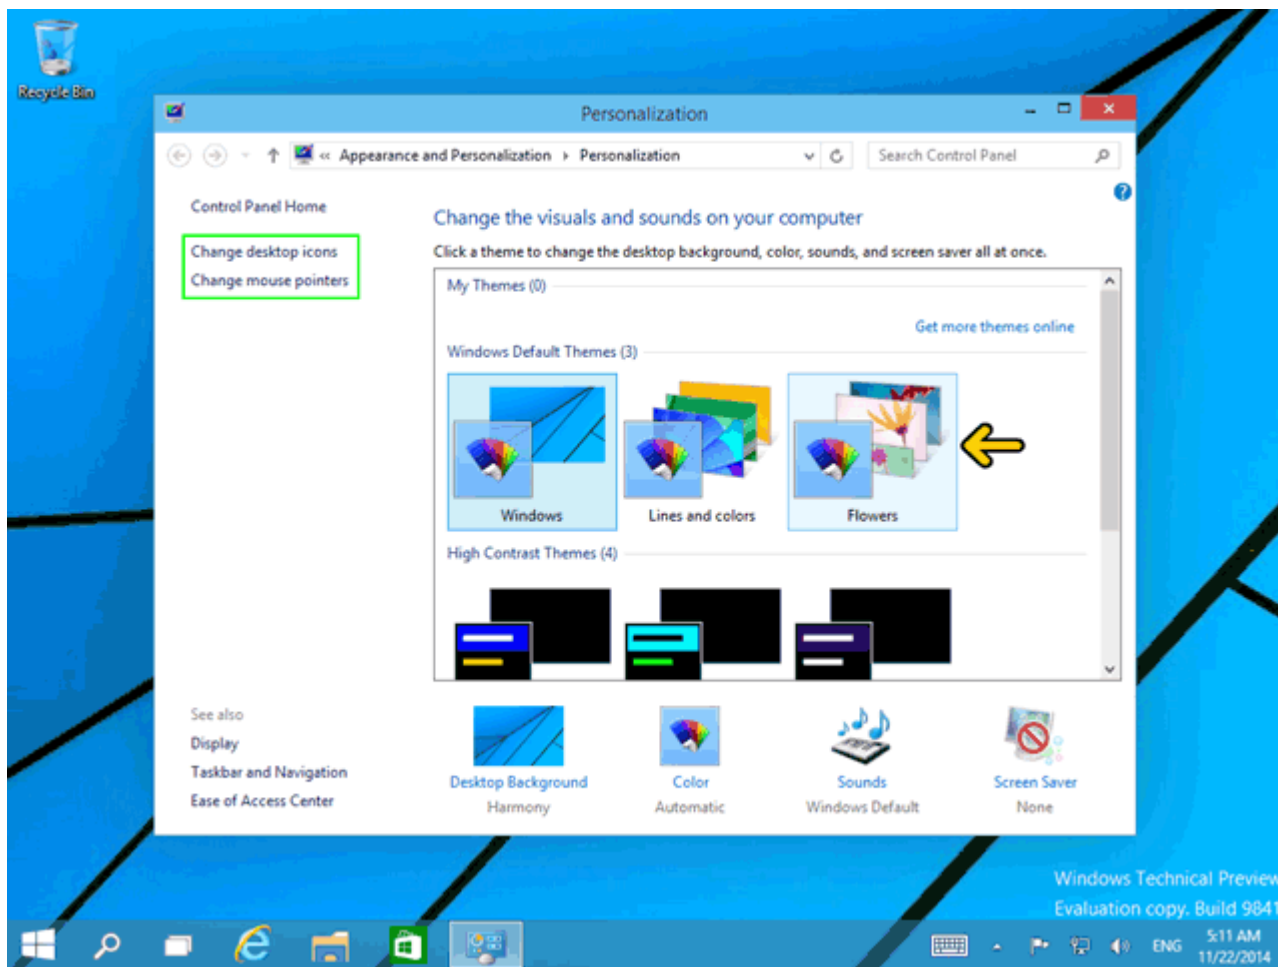 Recycle Bin
Personalization
« Appearance and Personalization Personalization
Search Control Panel
Control Panel Home
Change desktop icons
Change mouse pointers
Change the visuals and sounds on your computer
Click a theme to change the desktop background, color, sounds, and screen saver all at once.
My Themes (0)
Get more themes online
Windows Default Themes (3)
Windows
Lines and colors
Flowers
High Contrast Themes (4)
See also
Display
Taskbar and Navigation
Ease of Access Center
Desktop Background
Harmony
Color
Automatic
Sounds
Windows Default
Screen Saver
None
Windows Technical Preview
Evaluation copy. Build 9841
ENG
5:11 AM
11/22/2014